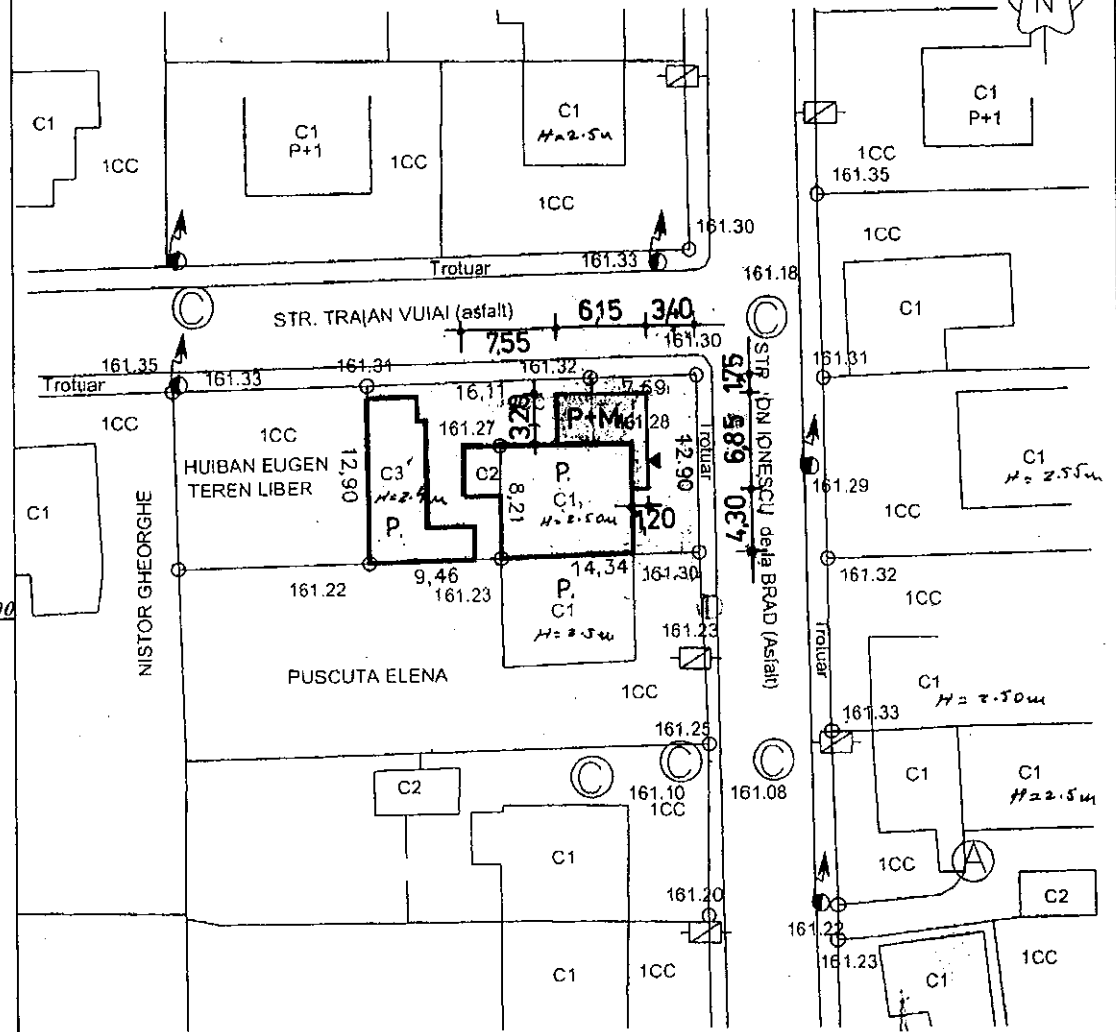 N
C1
1CC
C1
P+1
1CC
C1
H=2.5m
1CC
C1
P+1
1CC
161.35
161.30
1CC
Trotuar
161.33
161.18
C
STR. TRAIAN VUIAI (asfalt)
6,15
3,40
C
C1
7,55
161.30
161.35
161.31
161.32
161.31
Trotuar
161.33
16,11
7,69
1,75
1CC
1CC
161.27
3,28
P+M
161.28
HUIBAN EUGEN
TEREN LIBER
12,90
C3
P.
C2
8,21
P.
C1
H=2.50m
1,20
12,90
Trotuar
6,85
4,30
STR. ION IONESCU de la BRAD (Asfalt)
C1
H=2.55m
161.29
1CC
C1
NISTOR GHEORGHE
161.22
9,46
161.23
14,34
161.30
161.32
P.
C1
161.23
1CC
Trotuar
PUSCUTA ELENA
1CC
C1
H=2.50m
161.33
161.25
C2
C
C
C
161.10
161.08
1CC
C1
C1
H=2.5m
C1
1CC
A
C2
161.20
161.22
161.23
C1
1CC
C1
1CC